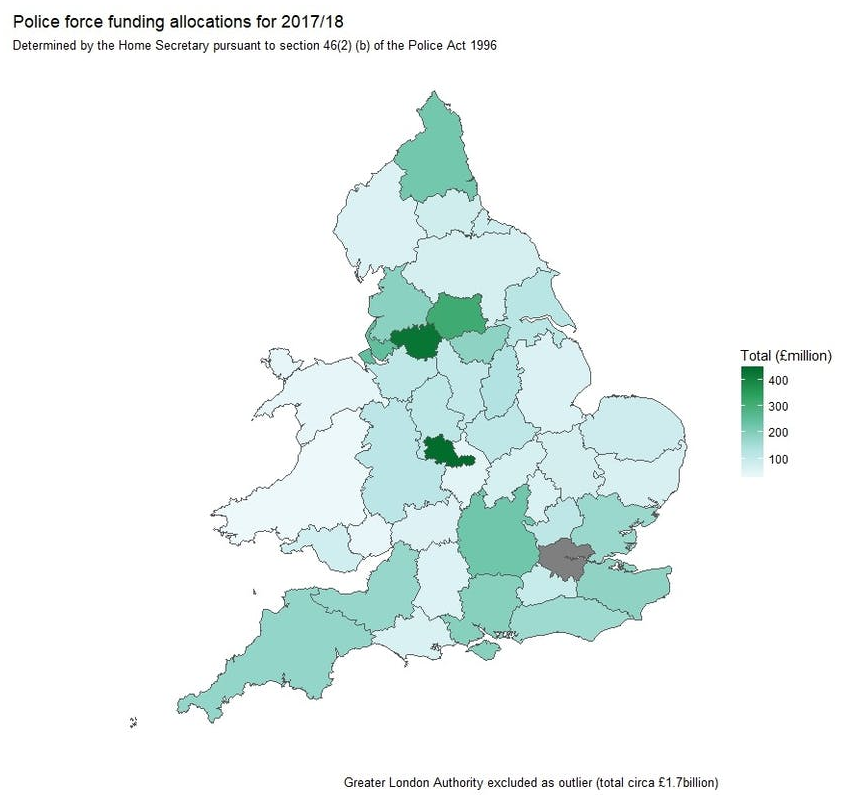 Police force funding allocations for 2017/18
Determined by the Home Secretary pursuant to section 46(2) (b) of the Police Act 1996
Total (£million)
400
300
200
100
Greater London Authority excluded as outlier (total circa £1.7billion)